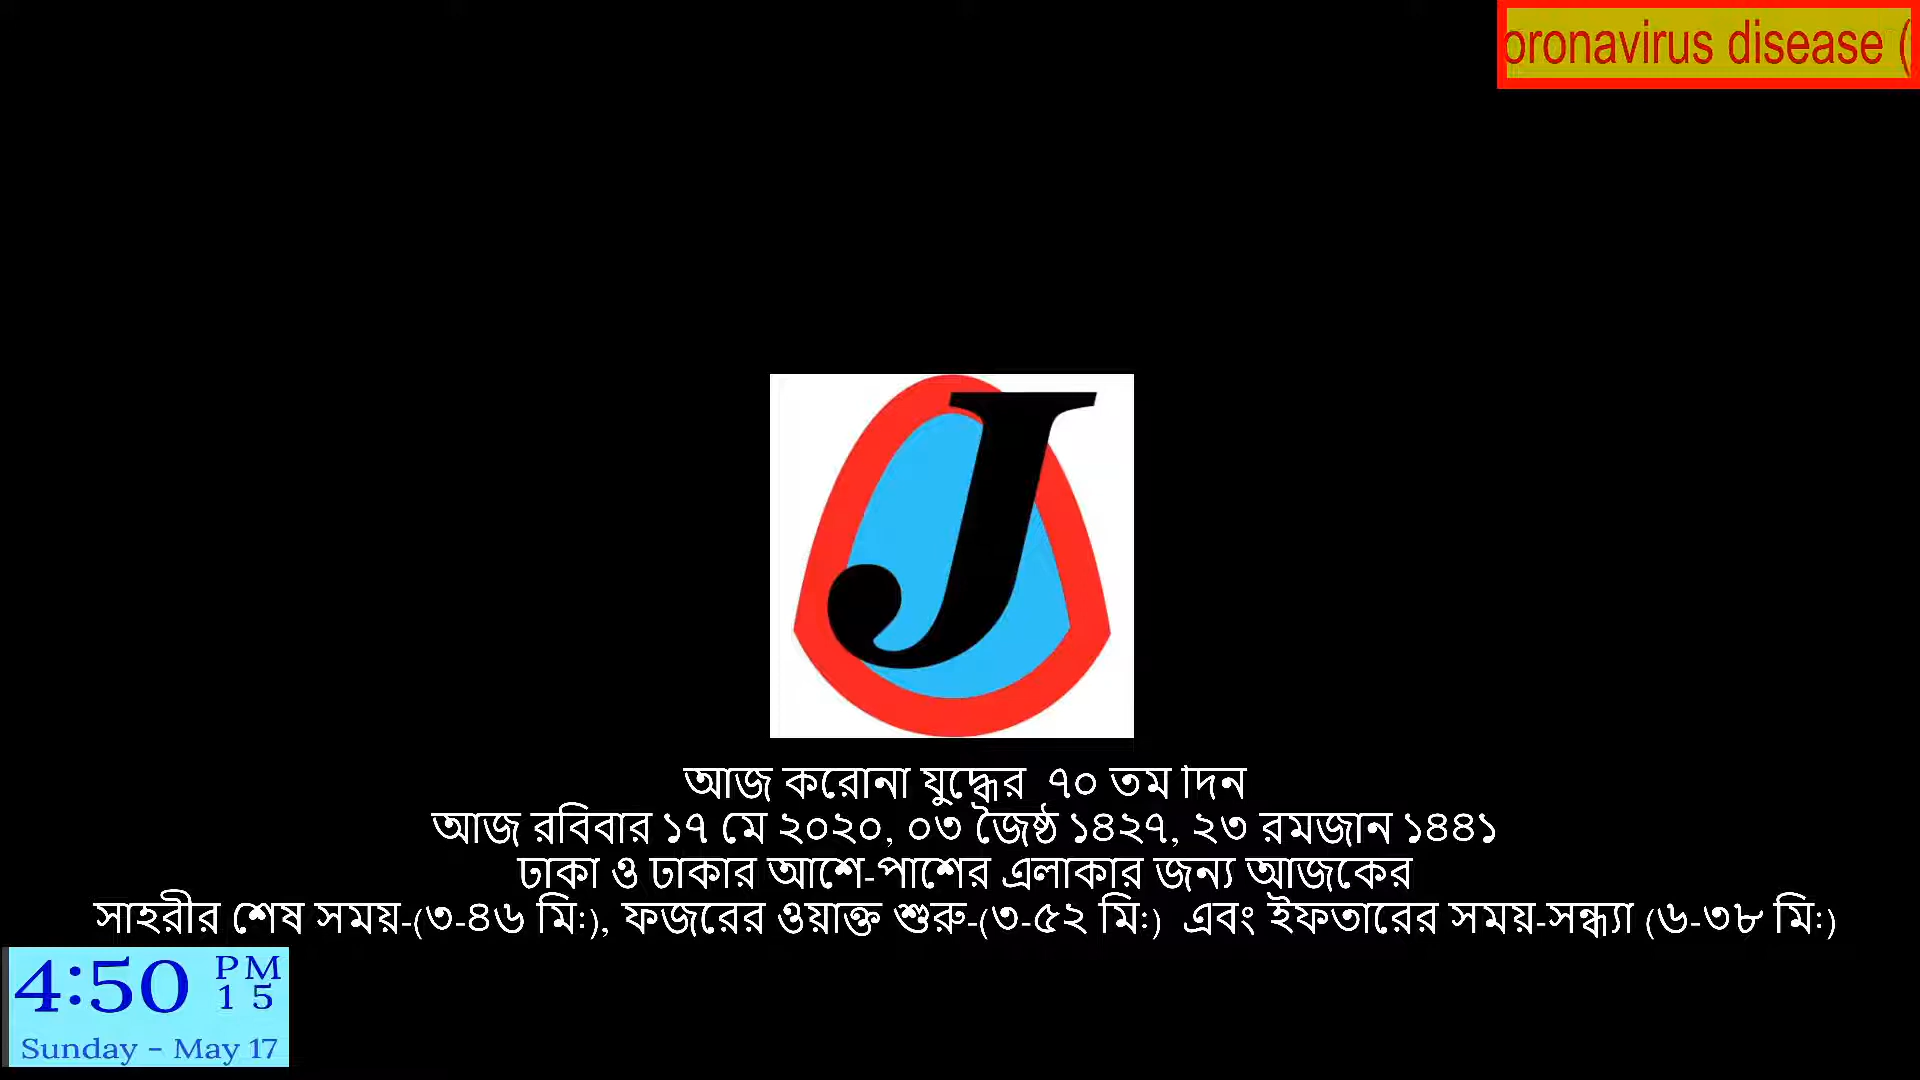 oronavirus disease (
J
আজ করোনা যুদ্ধের ৭০ তম দিন
আজ রবিবার ১৭ মে ২০২০, ০৩ জৈষ্ঠ ১৪২৭, ২৩ রমজান ১৪৪১
ঢাকা ও ঢাকার আশে-পাশের এলাকার জন্য আজকের
সাহরীর শেষ সময়-(৩-৪৬ মি:), ফজরের ওয়াক্ত শুরু-(৩-৫২ মি:) এবং ইফতারের সময়-সন্ধ্যা (৬-৩৮ মি:)
4:50 PM
15
Sunday - May 17